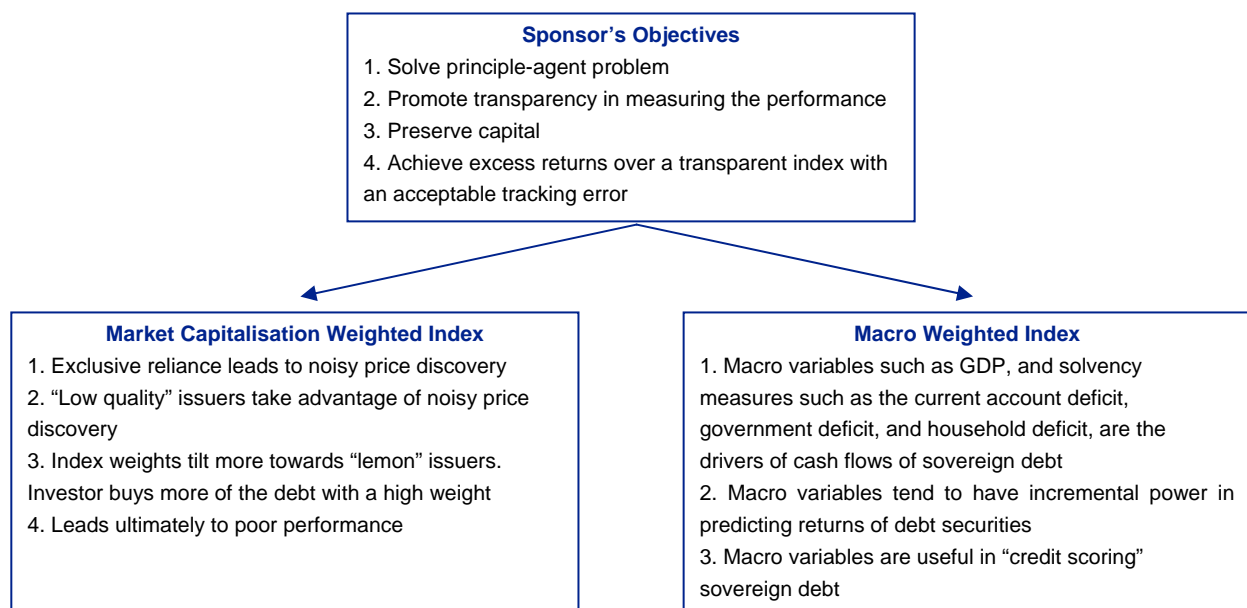 Sponsor’s Objectives
1. Solve principle-agent problem
2. Promote transparency in measuring the performance
3. Preserve capital
4. Achieve excess returns over a transparent index with
an acceptable tracking error
Market Capitalisation Weighted Index
1. Exclusive reliance leads to noisy price discovery
2. “Low quality” issuers take advantage of noisy price
discovery
3. Index weights tilt more towards “lemon” issuers.
Investor buys more of the debt with a high weight
4. Leads ultimately to poor performance
Macro Weighted Index
1. Macro variables such as GDP, and solvency
measures such as the current account deficit,
government deficit, and household deficit, are the
drivers of cash flows of sovereign debt
2. Macro variables tend to have incremental power in
predicting returns of debt securities
3. Macro variables are useful in “credit scoring”
sovereign debt